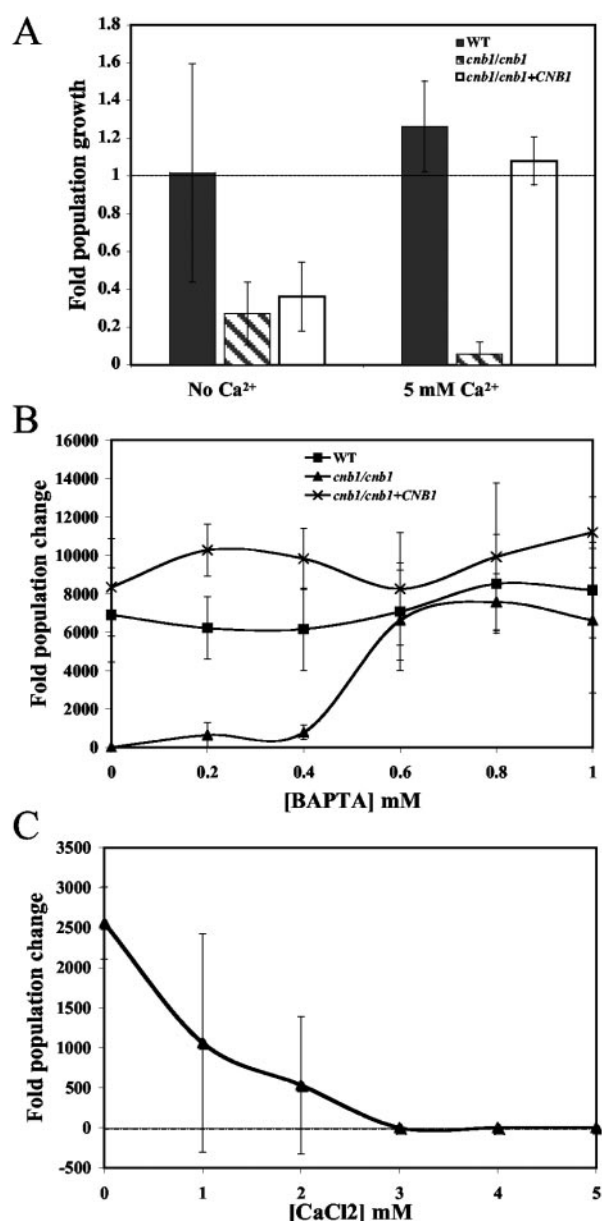 A
1.8
1.6
1.4
1.2
1
0.8
0.6
0.4
0.2
0
Fold population growth
WT
cnb1/cnb1
cnb1/cnb1+CNB1
No Ca²⁺
5 mM Ca²⁺
B
16000
14000
12000
10000
8000
6000
4000
2000
0
Fold population change
WT
cnb1/cnb1
cnb1/cnb1+CNB1
0 0.2 0.4 0.6 0.8 1
[BAPTA] mM
C
3500
3000
2500
2000
1500
1000
500
0
-500
Fold population change
0 1 2 3 4 5
[CaCl2] mM